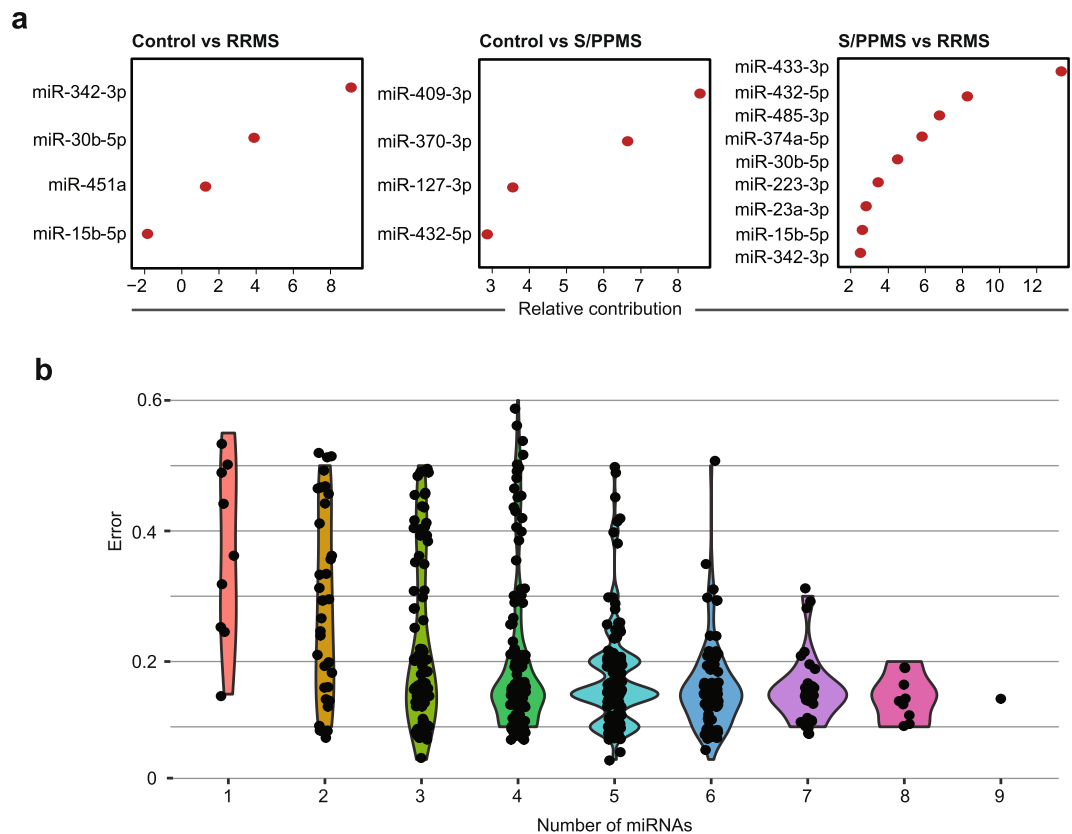 a
Control vs RRMS
miR-342-3p
miR-30b-5p
miR-451a
miR-15b-5p
−2 0 2 4 6 8
Control vs S/PPMS
miR-409-3p
miR-370-3p
miR-127-3p
miR-432-5p
3 4 5 6 7 8
S/PPMS vs RRMS
miR-433-3p
miR-432-5p
miR-485-3p
miR-374a-5p
miR-30b-5p
miR-223-3p
miR-23a-3p
miR-15b-5p
miR-342-3p
2 4 6 8 10 12
Relative contribution
b
Error
0.6
0.4
0.2
0
1 2 3 4 5 6 7 8 9
Number of miRNAs